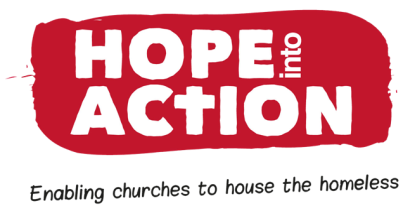 HOPE into
ACTION
Enabling churches to house the homeless